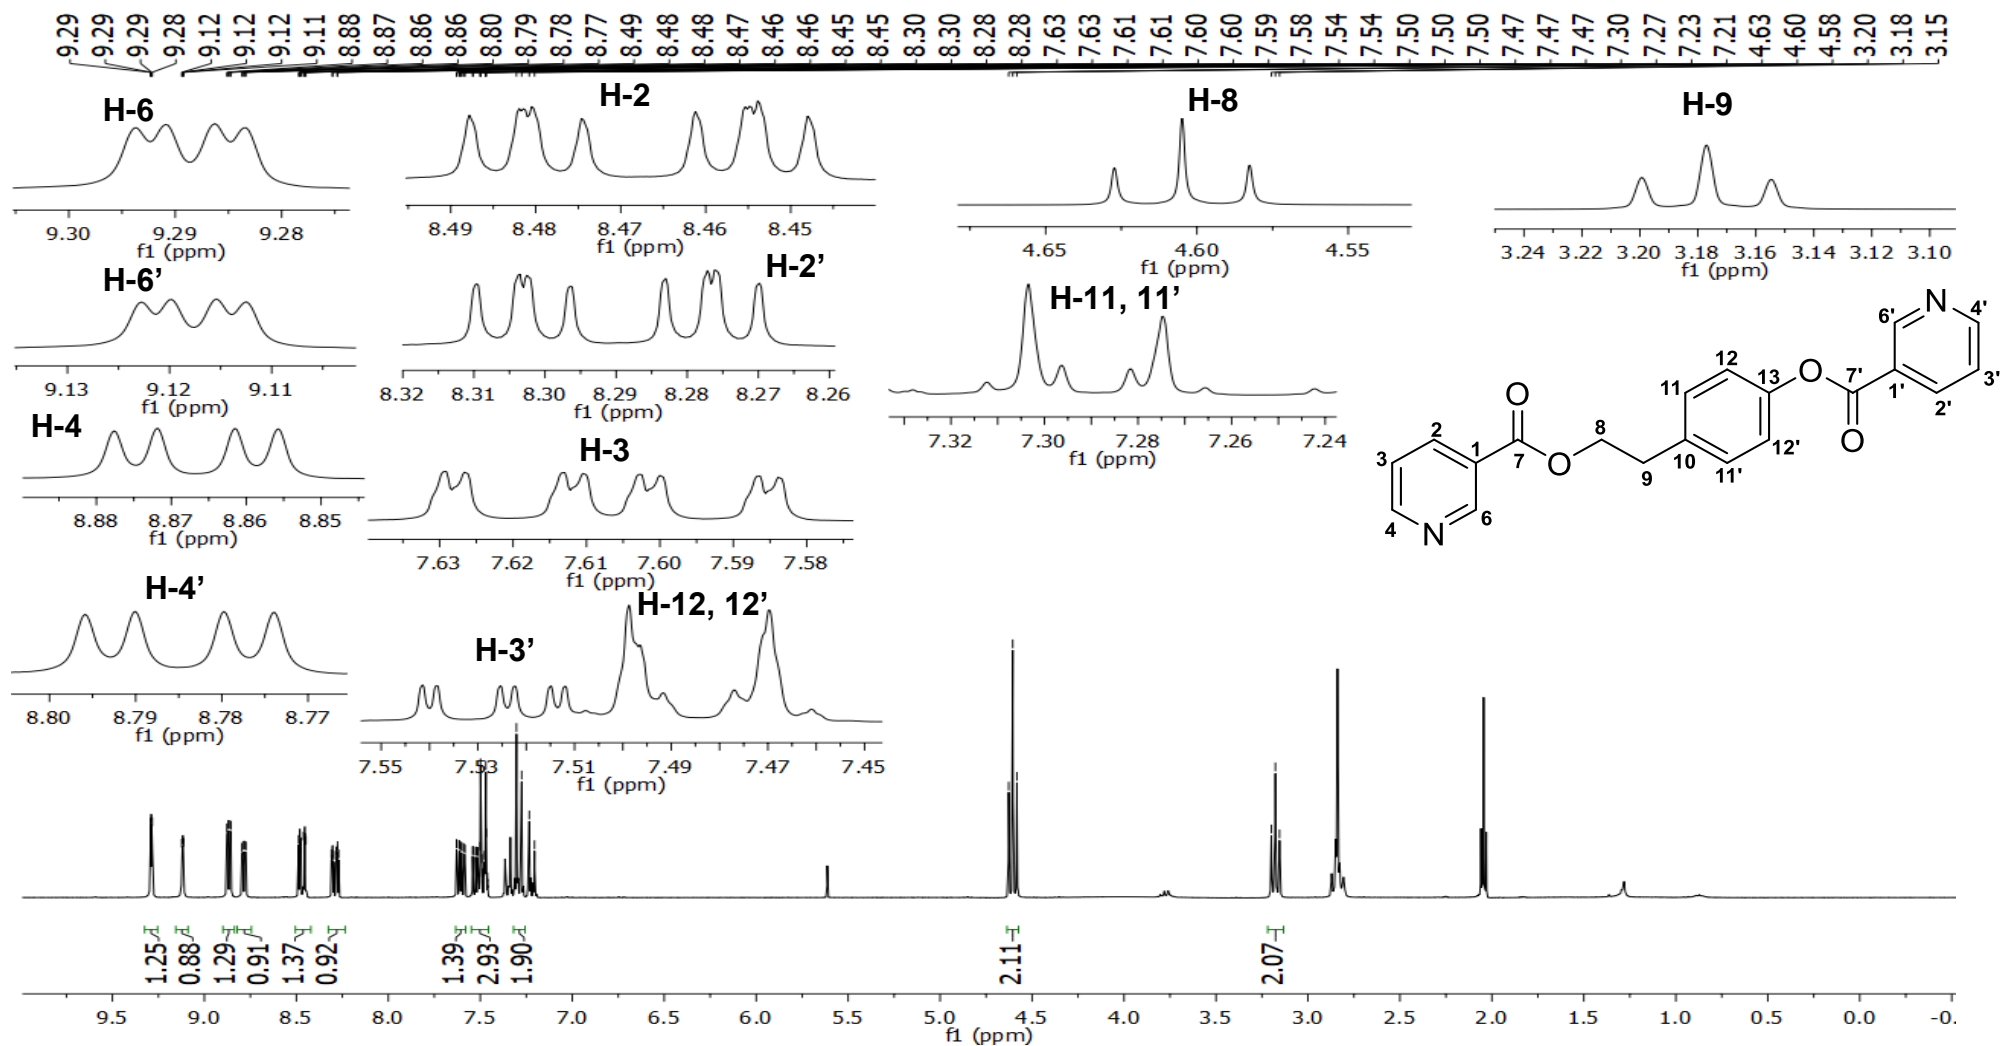 9.29 9.29 9.29 9.28 9.12 9.12 9.12 9.11 8.88 8.87 8.86 8.86 8.80 8.79 8.78 8.77 8.49 8.48 8.48 8.47 8.46 8.46 8.45 8.45 8.30 8.30 8.28 8.28 7.63 7.63 7.61 7.61 7.60 7.60 7.59 7.58 7.54 7.54 7.50 7.50 7.50 7.47 7.47 7.47 7.30 7.27 7.23 7.21 4.63 4.60 4.58 3.20 3.18 3.15
H-6
9.30 9.29 9.28
f1 (ppm)
H-2
8.49 8.48 8.47 8.46 8.45
f1 (ppm)
H-8
4.65 4.60 4.55
f1 (ppm)
H-9
3.24 3.22 3.20 3.18 3.16 3.14 3.12 3.10
f1 (ppm)
H-6’
9.13 9.12 9.11
f1 (ppm)
H-2’
8.32 8.31 8.30 8.29 8.28 8.27 8.26
f1 (ppm)
H-11, 11’
7.32 7.30 7.28 7.26 7.24
f1 (ppm)
H-4
8.88 8.87 8.86 8.85
f1 (ppm)
H-3
7.63 7.62 7.61 7.60 7.59 7.58
f1 (ppm)
H-4’
8.80 8.79 8.78 8.77
f1 (ppm)
H-3’
H-12, 12’
7.55 7.53 7.51 7.49 7.47 7.45
f1 (ppm)
N
6' 4'
12 O 7' 1' 3'
11 13 2'
O 8 12' O
2 1
3 7 O 9 10 11'
4 N 6
1.25 0.88 1.29 0.91 1.37 0.92 1.39 2.93 1.90 2.11 2.07
9.5 9.0 8.5 8.0 7.5 7.0 6.5 6.0 5.5 5.0 4.5 4.0 3.5 3.0 2.5 2.0 1.5 1.0 0.5 0.0 -0.
f1 (ppm)